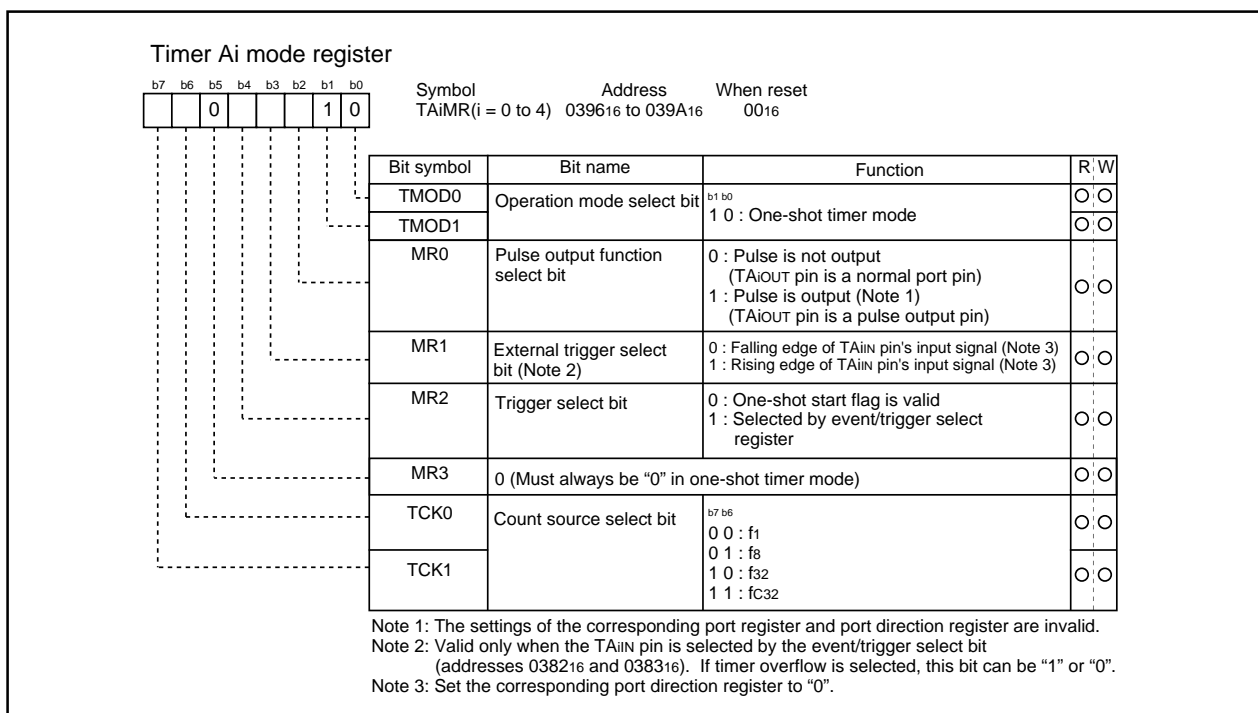 Timer Ai mode register
b7 b6 b5 b4 b3 b2 b1 b0
0 1 0
Symbol Address When reset
TAiMR(i = 0 to 4) 039616 to 039A16 0016
Bit symbol Bit name Function R W
TMOD0 Operation mode select bit b1 b0
1 0 : One-shot timer mode
TMOD1
MR0 Pulse output function select bit
0 : Pulse is not output
(TAiOUT pin is a normal port pin)
1 : Pulse is output (Note 1)
(TAiOUT pin is a pulse output pin)
MR1 External trigger select bit (Note 2)
0 : Falling edge of TAiIN pin's input signal (Note 3)
1 : Rising edge of TAiIN pin's input signal (Note 3)
MR2 Trigger select bit
0 : One-shot start flag is valid
1 : Selected by event/trigger select
register
MR3 0 (Must always be “0” in one-shot timer mode)
TCK0 Count source select bit b7 b6
0 0 : f1
0 1 : f8
TCK1 1 0 : f32
1 1 : fC32
Note 1: The settings of the corresponding port register and port direction register are invalid.
Note 2: Valid only when the TAiIN pin is selected by the event/trigger select bit
(addresses 038216 and 038316). If timer overflow is selected, this bit can be “1” or “0”.
Note 3: Set the corresponding port direction register to “0”.